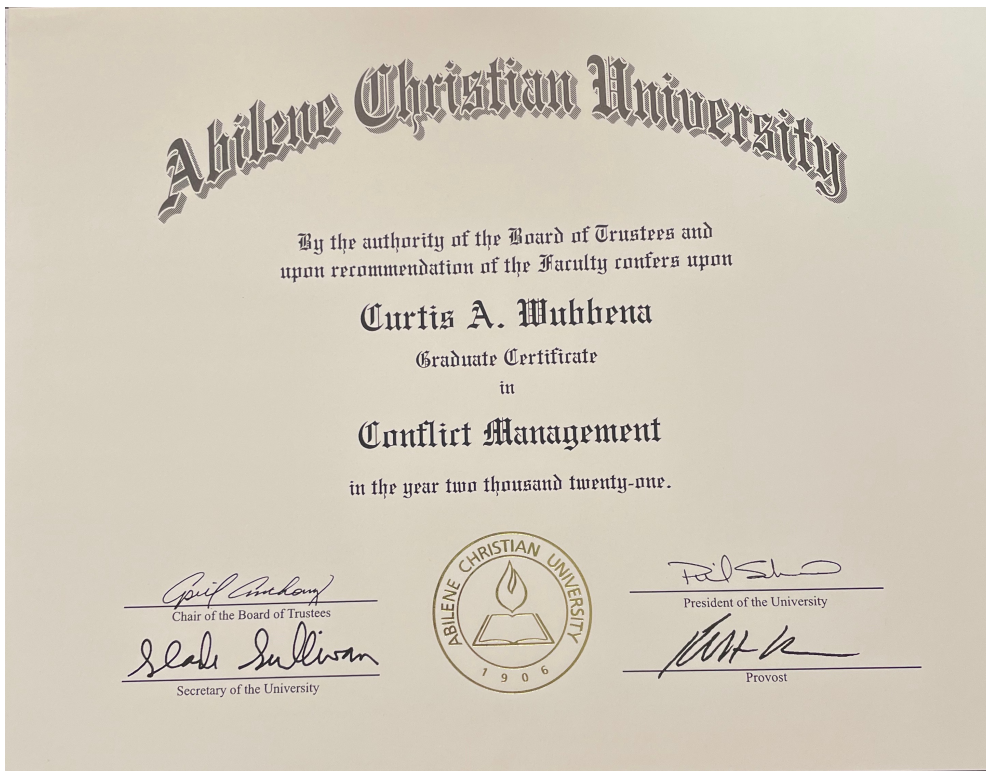 Abilene Christian University
By the authority of the Board of Trustees and
upon recommendation of the Faculty confers upon
Curtis A. Wubbena
Graduate Certificate
in
Conflict Management
in the year two thousand twenty-one.
April Anthony
Chair of the Board of Trustees
Slade Sullivan
Secretary of the University
ABILENE CHRISTIAN UNIVERSITY
1906
President of the University
Provost